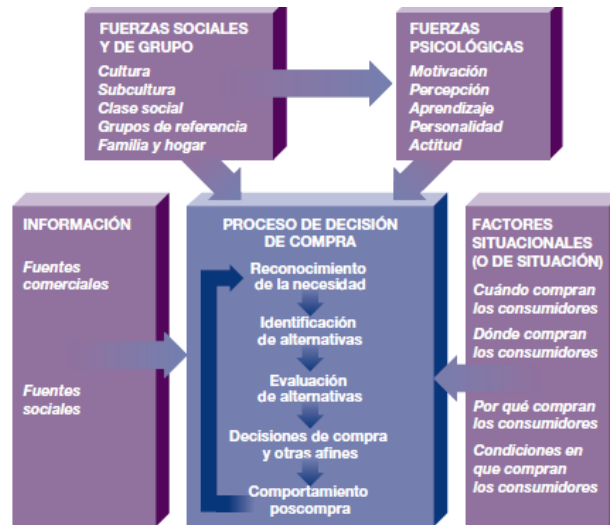 FUERZAS SOCIALES
Y DE GRUPO
Cultura
Subcultura
Clase social
Grupos de referencia
Familia y hogar
FUERZAS
PSICOLÓGICAS
Motivación
Percepción
Aprendizaje
Personalidad
Actitud
INFORMACIÓN
Fuentes
comerciales
Fuentes
sociales
PROCESO DE DECISIÓN
DE COMPRA
Reconocimiento
de la necesidad
Identificación
de alternativas
Evaluación
de alternativas
Decisiones de compra
y otras afines
Comportamiento
poscompra
FACTORES
SITUACIONALES
(O DE SITUACIÓN)
Cuándo compran
los consumidores
Dónde compran
los consumidores
Por qué compran
los consumidores
Condiciones en
que compran
los consumidores